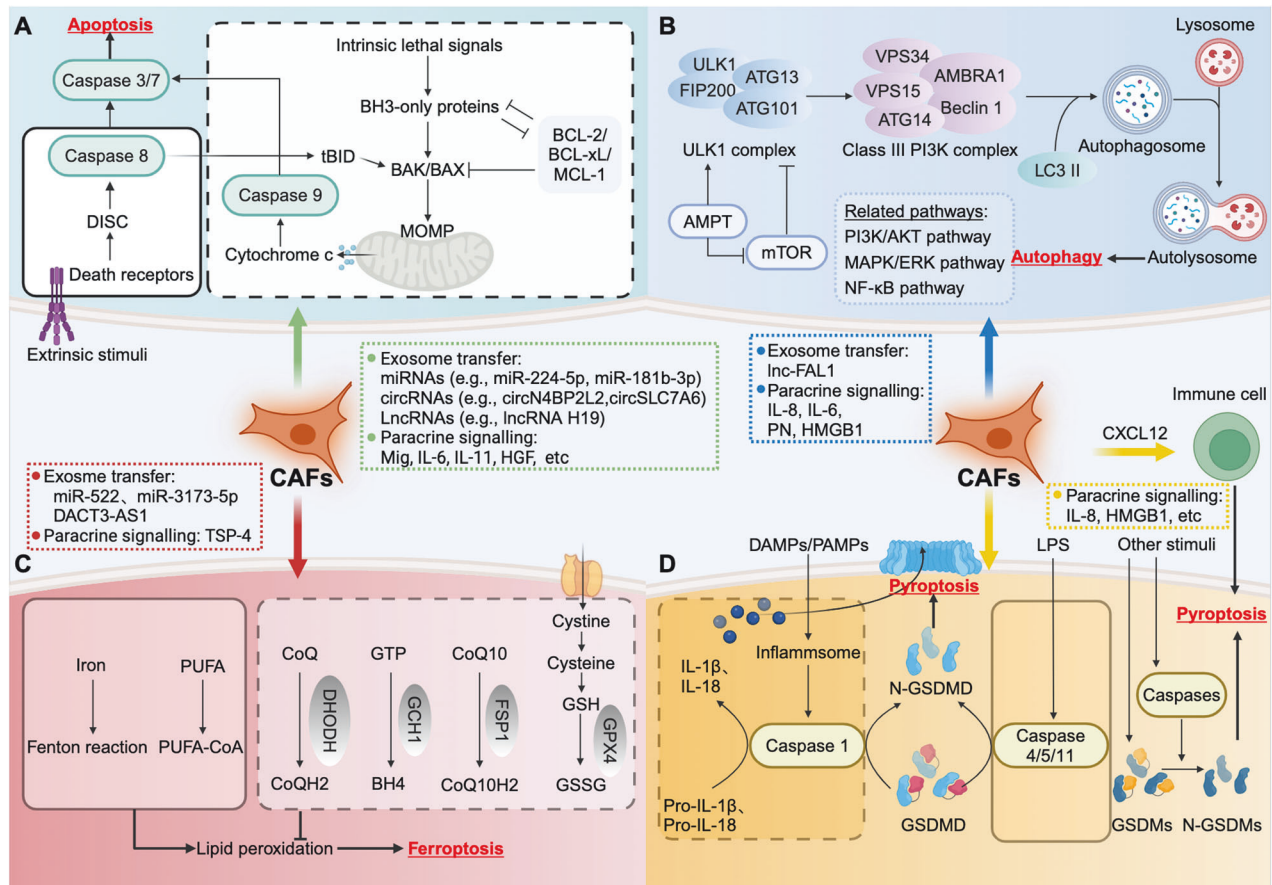 A
Apoptosis
Caspase 3/7
Caspase 8
DISC
Death receptors
Extrinsic stimuli
Intrinsic lethal signals
BH3-only proteins
BCL-2/
BCL-xL/
MCL-1
tBID
BAK/BAX
Caspase 9
MOMP
Cytochrome c
B
ULK1
FIP200
ATG13
ATG101
ULK1 complex
VPS34
VPS15
ATG14
AMBRA1
Beclin 1
Class III PI3K complex
LC3 II
Lysosome
Autophagosome
Autolysosome
Autophagy
AMPT
mTOR
Related pathways:
PI3K/AKT pathway
MAPK/ERK pathway
NF-κB pathway
Exosome transfer:
miRNAs (e.g., miR-224-5p, miR-181b-3p)
circRNAs (e.g., circN4BP2L2,circSLC7A6)
LncRNAs (e.g., lncRNA H19)
Paracrine signalling:
Mig, IL-6, IL-11, HGF, etc
CAFs
Exosme transfer:
miR-522、miR-3173-5p
DACT3-AS1
Paracrine signalling: TSP-4
Exosome transfer:
lnc-FAL1
Paracrine signalling:
IL-8, IL-6,
PN, HMGB1
CAFs
CXCL12
Immune cell
Paracrine signalling:
IL-8, HMGB1, etc
C
Iron
Fenton reaction
PUFA
PUFA-CoA
CoQ
DHODH
CoQH2
GTP
GCH1
BH4
CoQ10
FSP1
CoQ10H2
Cystine
Cysteine
GSH
GPX4
GSSG
Lipid peroxidation
Ferroptosis
D
DAMPs/PAMPs
LPS
Other stimuli
Pyroptosis
Pyroptosis
Inflammsome
IL-1β、
IL-18
N-GSDMD
Caspases
Caspase 1
Caspase
4/5/11
Pro-IL-1β、
Pro-IL-18
GSDMD
GSDMs
N-GSDMs